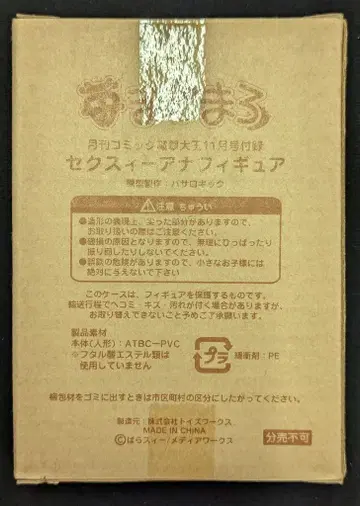 苺ましまろ
月刊コミック電撃大王11月号付録
セクスィーアナフィギュア
模型製作：ハサロキック
⚠注意 ちゅうい
●造形の表現上、尖った部分がありますので、
お取り扱いの際はご注意ください。
●破損の原因となりますので、無理にひっぱったり
振り回したりしないでください。
●誤飲の危険がありますので、小さなお子様には
絶対に与えないで下さい
このケースは、フィギュアを保護するものです。
輸送行程でヘコミ・キズ・汚れが付く場合がありますが、
お取り替えできないこと予めご了承願います。
製品素材
本体(人形)：ATBC-PVC
※フタル酸エステル類は
使用していません
プラ
緩衝剤：PE
梱包材をゴミに出すときは市区町村の区分にしたがってください。
製造元：株式会社トイズワークス
MADE IN CHINA
©ばらスィー/メディアワークス
分売不可